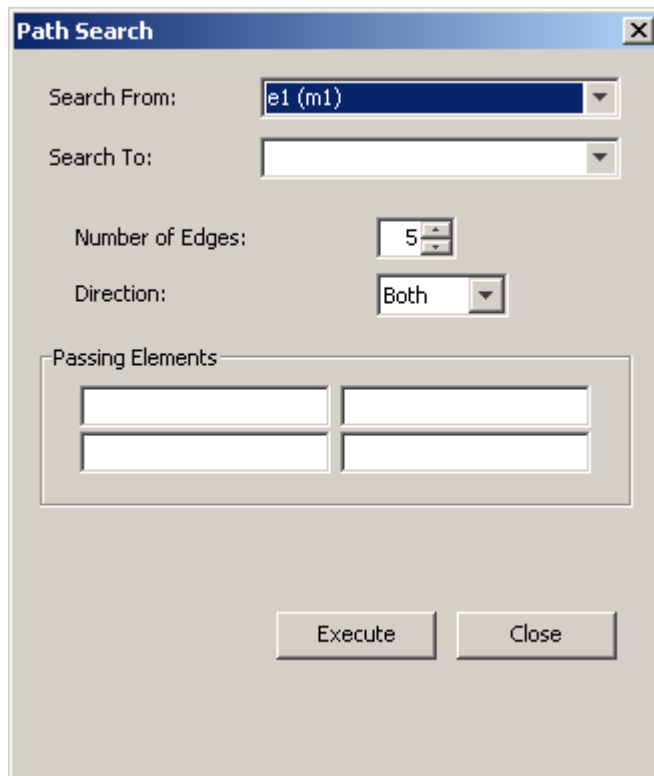 Path Search
Search From: e1 (m1)
Search To:
Number of Edges: 5
Direction: Both
Passing Elements
Execute Close